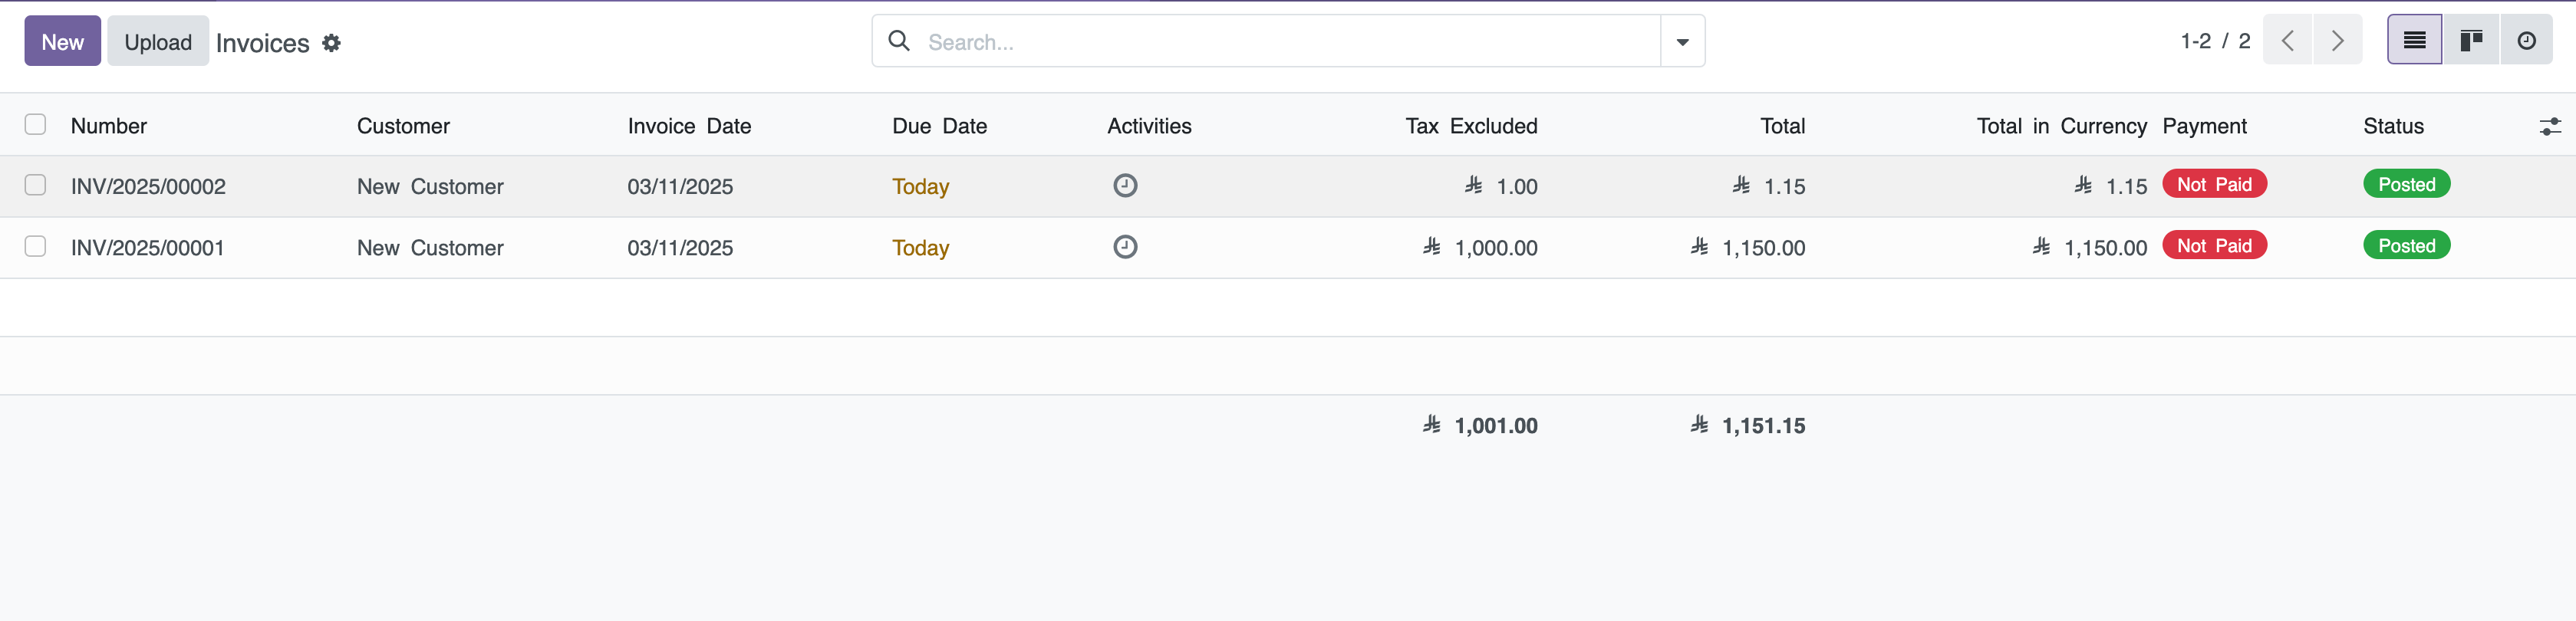 New Upload Invoices Search... 1-2 / 2
Number Customer Invoice Date Due Date Activities Tax Excluded Total Total in Currency Payment Status
INV/2025/00002 New Customer 03/11/2025 Today ⃁ 1.00 ⃁ 1.15 ⃁ 1.15 Not Paid Posted
INV/2025/00001 New Customer 03/11/2025 Today ⃁ 1,000.00 ⃁ 1,150.00 ⃁ 1,150.00 Not Paid Posted
⃁ 1,001.00 ⃁ 1,151.15